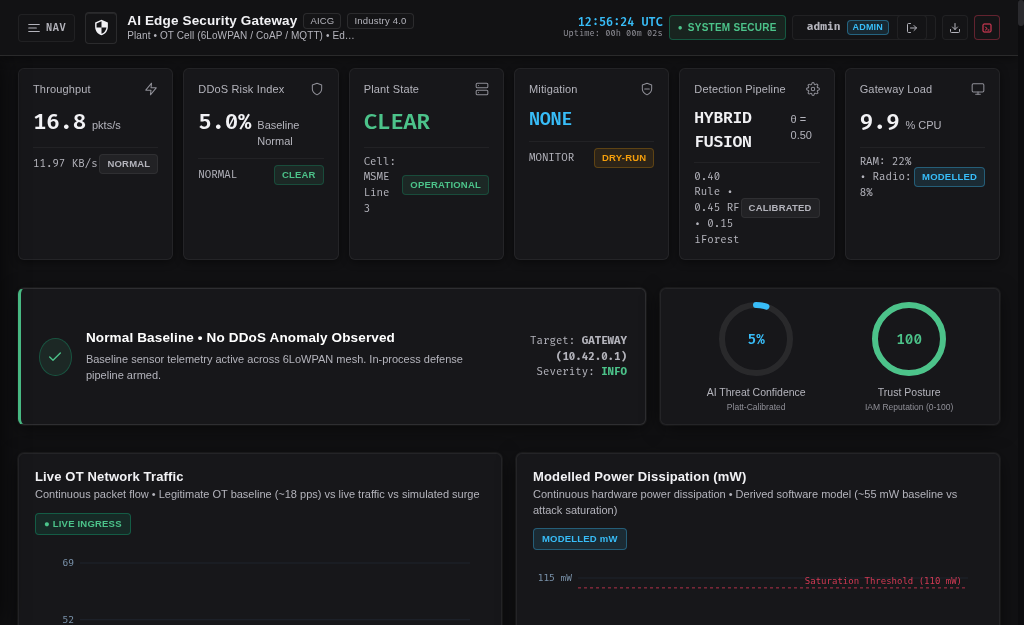 NAV
AI Edge Security Gateway AICG Industry 4.0
Plant • OT Cell (6LoWPAN / CoAP / MQTT) • Ed…
12:56:24 UTC
Uptime: 00h 00m 02s
● SYSTEM SECURE
admin ADMIN
Throughput
16.8 pkts/s
11.97 KB/s NORMAL
DDoS Risk Index
5.0% Baseline
Normal
NORMAL CLEAR
Plant State
CLEAR
Cell:
MSME
Line
3
OPERATIONAL
Mitigation
NONE
MONITOR DRY-RUN
Detection Pipeline
HYBRID
FUSION
θ =
0.50
0.40
Rule •
0.45 RF
• 0.15
iForest
CALIBRATED
Gateway Load
9.9 % CPU
RAM: 22%
• Radio:
8%
MODELLED
Normal Baseline • No DDoS Anomaly Observed
Baseline sensor telemetry active across 6LoWPAN mesh. In-process defense
pipeline armed.
Target: GATEWAY
(10.42.0.1)
Severity: INFO
5%
AI Threat Confidence
Platt-Calibrated
100
Trust Posture
IAM Reputation (0-100)
Live OT Network Traffic
Continuous packet flow • Legitimate OT baseline (~18 pps) vs live traffic vs simulated surge
● LIVE INGRESS
69
52
Modelled Power Dissipation (mW)
Continuous hardware power dissipation • Derived software model (~55 mW baseline vs
attack saturation)
MODELLED mW
115 mW
Saturation Threshold (110 mW)